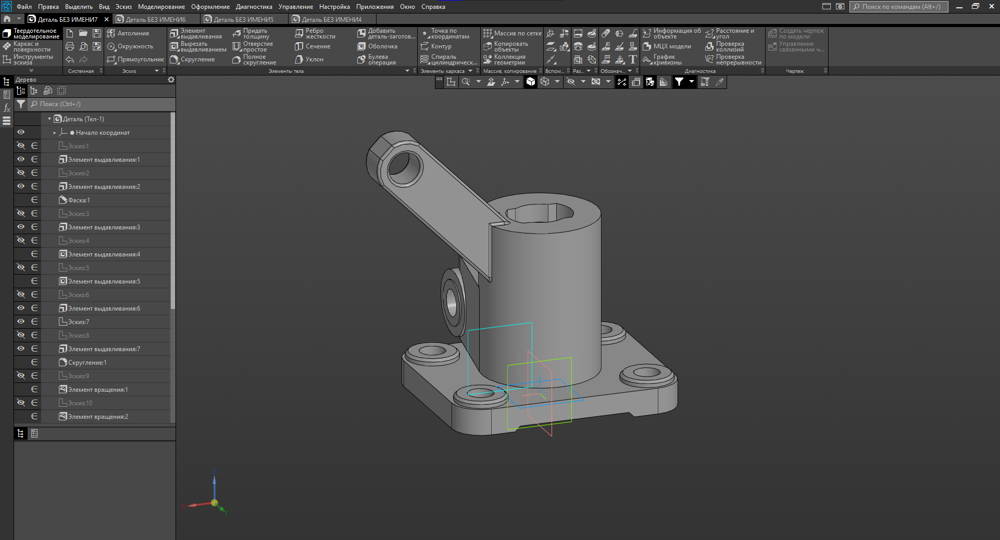 Файл Правка Выделить Вид Эскиз Моделирование Оформление Диагностика Управление Настройка Приложения Окно Справка
Поиск по командам (Alt+/)
Деталь БЕЗ ИМЕНИ7
Деталь БЕЗ ИМЕНИ6
Деталь БЕЗ ИМЕНИ5
Деталь БЕЗ ИМЕНИ4
Твердотельное
моделирование
Каркас и
поверхности
Инструменты
эскиза
Системная
Автолиния
Окружность
Прямоугольник
Эскиз
Элемент
выдавливания
Вырезать
выдавливанием
Скругление
Придать
толщину
Отверстие
простое
Полное
скругление
Ребро
жесткости
Сечение
Уклон
Добавить
деталь-заготов...
Оболочка
Булева
операция
Элементы тела
Точка по
координатам
Контур
Спираль
цилиндрическ...
Элементы каркаса
Массив по сетке
Копировать
объекты
Коллекция
геометрии
Массив, копирование
Вспом...
Раз...
Обознач...
Информация об
объекте
МЦХ модели
График
кривизны
Расстояние и
угол
Проверка
коллизий
Проверка
непрерывности
Диагностика
Создать чертеж
по модели
Управление
связанными ч...
Чертеж
Дерево
Поиск (Ctrl+/)
Деталь (Тел-1)
Начало координат
Эскиз:1
Элемент выдавливания:1
Эскиз:2
Элемент выдавливания:2
Фаска:1
Эскиз:3
Элемент выдавливания:3
Эскиз:4
Элемент выдавливания:4
Эскиз:5
Элемент выдавливания:5
Эскиз:6
Элемент выдавливания:6
Эскиз:7
Эскиз:8
Элемент выдавливания:7
Скругление:1
Эскиз:9
Элемент вращения:1
Эскиз:10
Элемент вращения:2
Z
X
Y